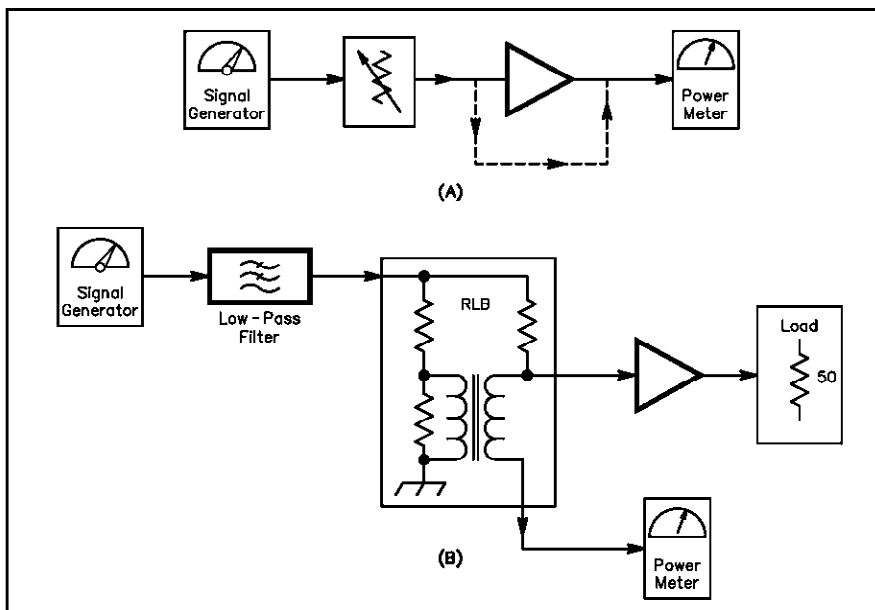 Signal
Generator
Power
Meter
(A)
Signal
Generator
Low-Pass
Filter
RLB
Load
50
(B)
Power
Meter